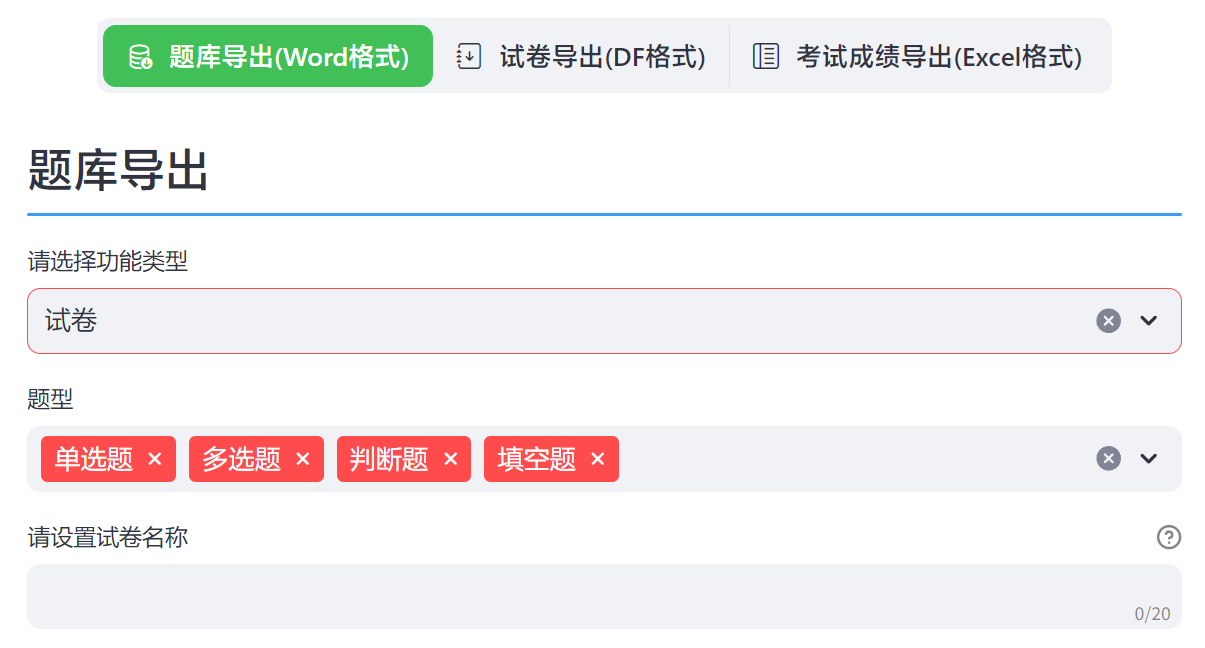 题库导出(Word格式) 试卷导出(DF格式) 考试成绩导出(Excel格式)
题库导出
请选择功能类型
试卷
题型
单选题 × 多选题 × 判断题 × 填空题 ×
请设置试卷名称
0/20